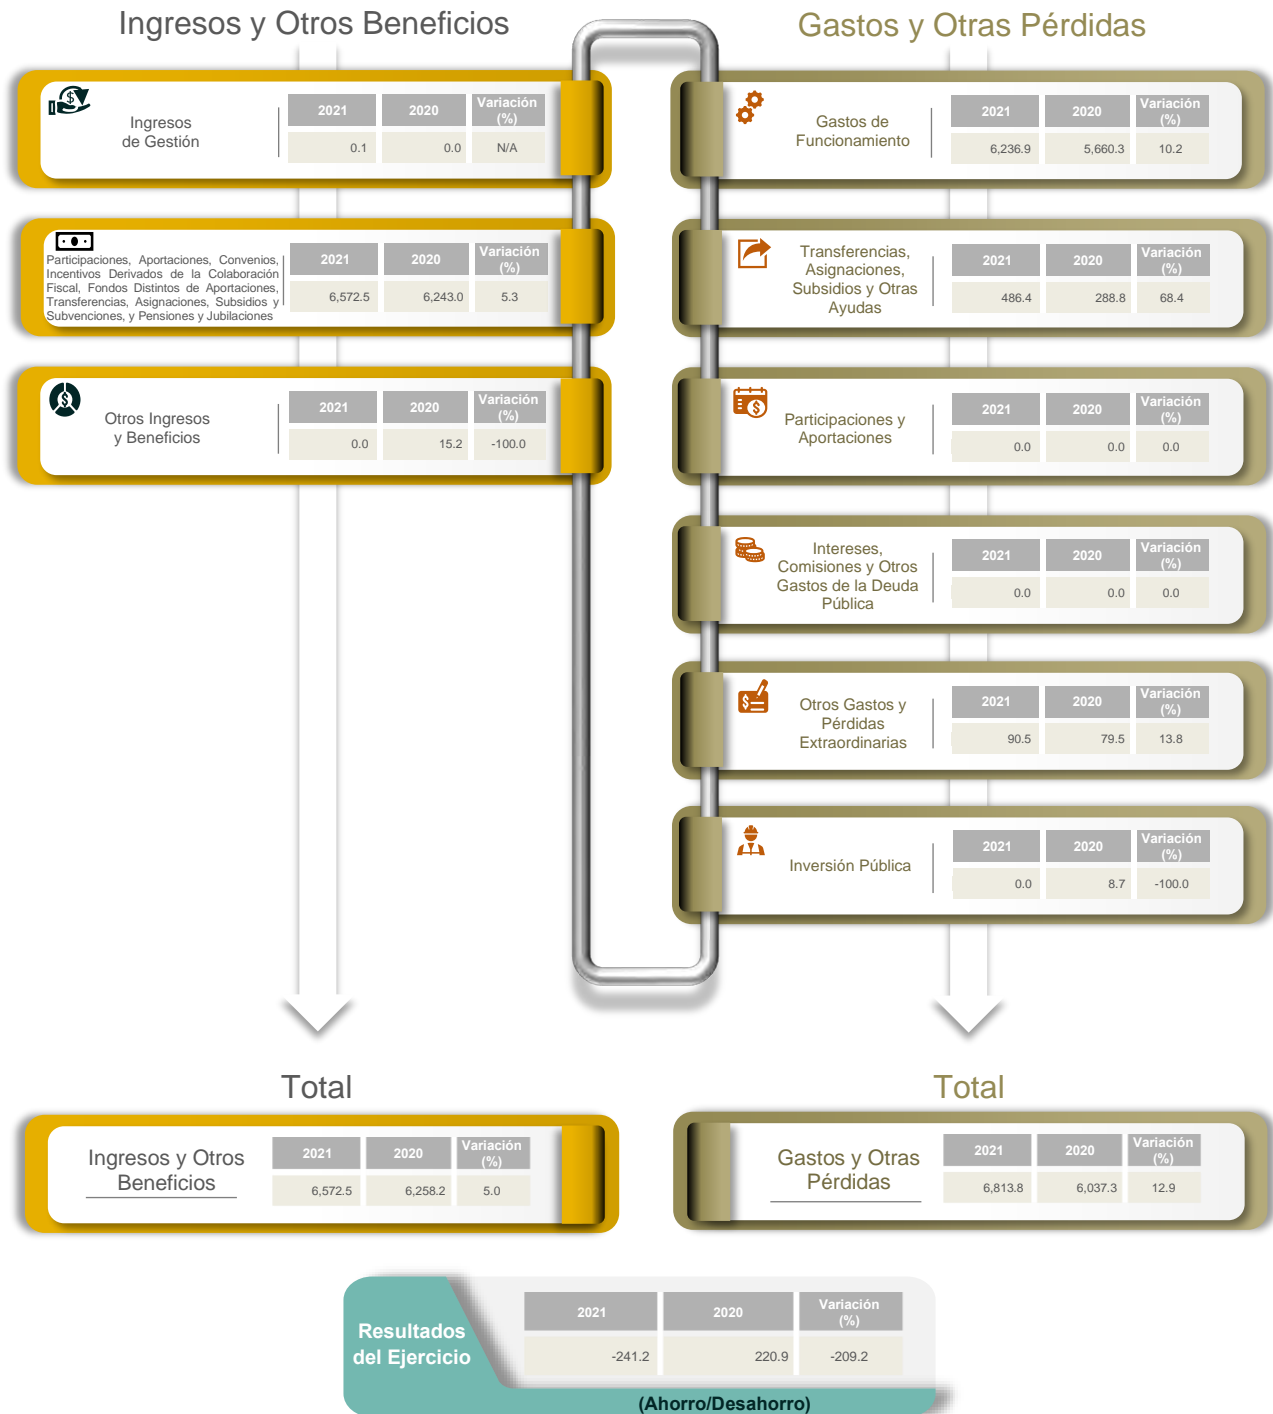 Ingresos y Otros Beneficios
Ingresos
de Gestión
2021 2020 Variación (%)
0.1 0.0 N/A
Participaciones, Aportaciones, Convenios,
Incentivos Derivados de la Colaboración
Fiscal, Fondos Distintos de Aportaciones,
Transferencias, Asignaciones, Subsidios y
Subvenciones, y Pensiones y Jubilaciones
2021 2020 Variación (%)
6,572.5 6,243.0 5.3
Otros Ingresos
y Beneficios
2021 2020 Variación (%)
0.0 15.2 -100.0
Total
Ingresos y Otros
Beneficios
2021 2020 Variación (%)
6,572.5 6,258.2 5.0
Gastos y Otras Pérdidas
Gastos de
Funcionamiento
2021 2020 Variación (%)
6,236.9 5,660.3 10.2
Transferencias,
Asignaciones,
Subsidios y Otras
Ayudas
2021 2020 Variación (%)
486.4 288.8 68.4
Participaciones y
Aportaciones
2021 2020 Variación (%)
0.0 0.0 0.0
Intereses,
Comisiones y Otros
Gastos de la Deuda
Pública
2021 2020 Variación (%)
0.0 0.0 0.0
Otros Gastos y
Pérdidas
Extraordinarias
2021 2020 Variación (%)
90.5 79.5 13.8
Inversión Pública
2021 2020 Variación (%)
0.0 8.7 -100.0
Total
Gastos y Otras
Pérdidas
2021 2020 Variación (%)
6,813.8 6,037.3 12.9
Resultados
del Ejercicio
2021 2020 Variación (%)
-241.2 220.9 -209.2
(Ahorro/Desahorro)